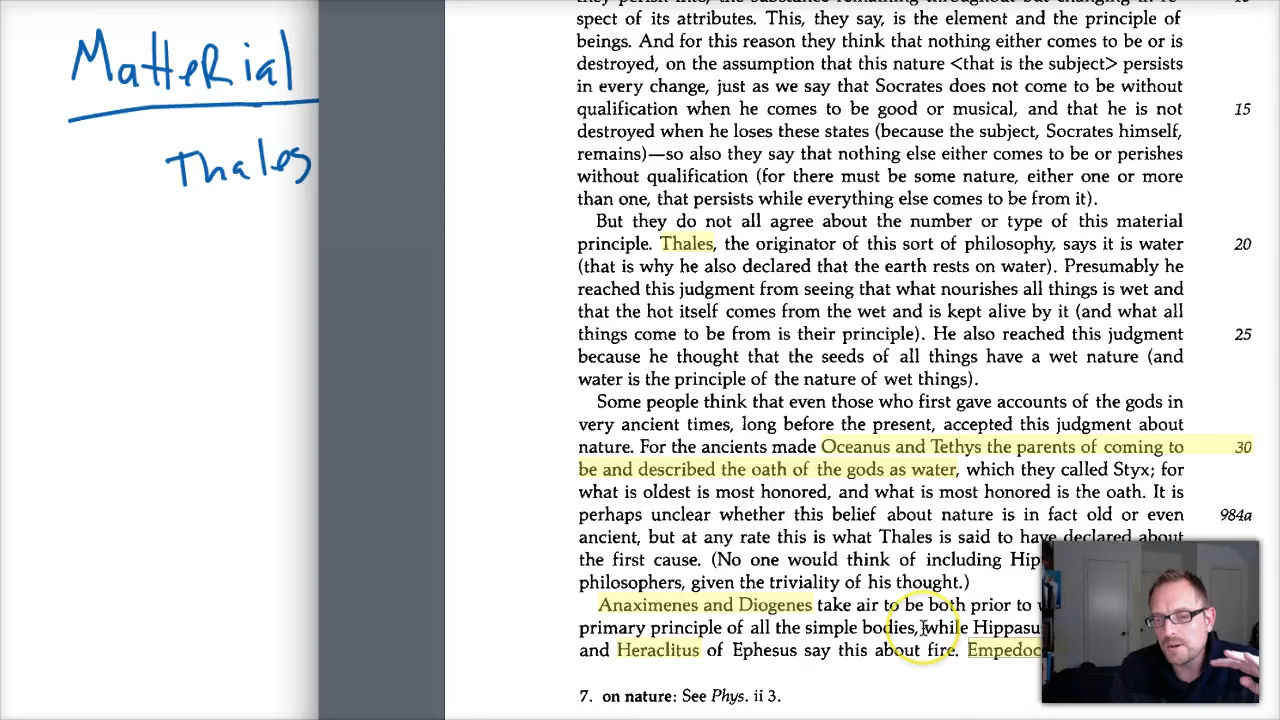 Material
Thales
they perish into, the substance remaining throughout but changing in re-
spect of its attributes. This, they say, is the element and the principle of
beings. And for this reason they think that nothing either comes to be or is
destroyed, on the assumption that this nature <that is the subject> persists
in every change, just as we say that Socrates does not come to be without
qualification when he comes to be good or musical, and that he is not 15
destroyed when he loses these states (because the subject, Socrates himself,
remains)—so also they say that nothing else either comes to be or perishes
without qualification (for there must be some nature, either one or more
than one, that persists while everything else comes to be from it).
But they do not all agree about the number or type of this material
principle. Thales, the originator of this sort of philosophy, says it is water 20
(that is why he also declared that the earth rests on water). Presumably he
reached this judgment from seeing that what nourishes all things is wet and
that the hot itself comes from the wet and is kept alive by it (and what all
things come to be from is their principle). He also reached this judgment 25
because he thought that the seeds of all things have a wet nature (and
water is the principle of the nature of wet things).
Some people think that even those who first gave accounts of the gods in
very ancient times, long before the present, accepted this judgment about
nature. For the ancients made Oceanus and Tethys the parents of coming to 30
be and described the oath of the gods as water, which they called Styx; for
what is oldest is most honored, and what is most honored is the oath. It is
perhaps unclear whether this belief about nature is in fact old or even 984a
ancient, but at any rate this is what Thales is said to have declared about
the first cause. (No one would think of including Hip
philosophers, given the triviality of his thought.)
Anaximenes and Diogenes take air to be both prior to
primary principle of all the simple bodies, while Hippasu
and Heraclitus of Ephesus say this about fire. Empedoc
7. on nature: See Phys. ii 3.